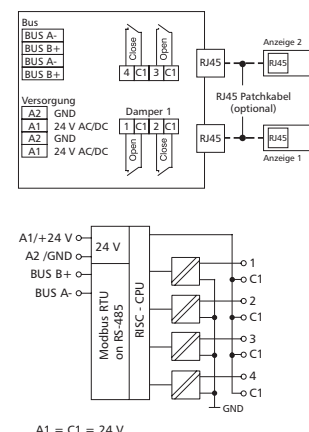 Bus
BUS A-
BUS B+
BUS A-
BUS B+
Close
Open
4 C1 3 C1
Versorgung
A2 GND
A1 24 V AC/DC
A2 GND
A1 24 V AC/DC
Damper 1
1 C1 2 C1
Open
Close
RJ45
RJ45
Anzeige 2
RJ45
RJ45 Patchkabel
(optional)
RJ45
Anzeige 1
A1/+24 V
A2 /GND
BUS B+
BUS A-
24 V
Modbus RTU
on RS-485
RISC - CPU
1
C1
2
C1
3
C1
4
C1
GND
A1 = C1 = 24 V